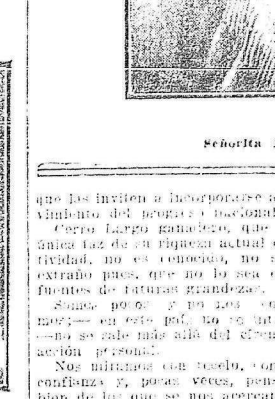 Señorita
que las inviten a incorporarse a
vimiento del progreso nacional
Cerro Largo ganadero, que
única faz de su riqueza actual
tividad, no es conocido, no
extraño pues, que no lo sea
fuentes de futuras grandezas.
Somos pocos y no nos
mos;— en este país no se
—no se sale más allá del
acción personal.
Nos miramos con recelo,
confianza y, pocas veces,
bien de los que se nos acercan